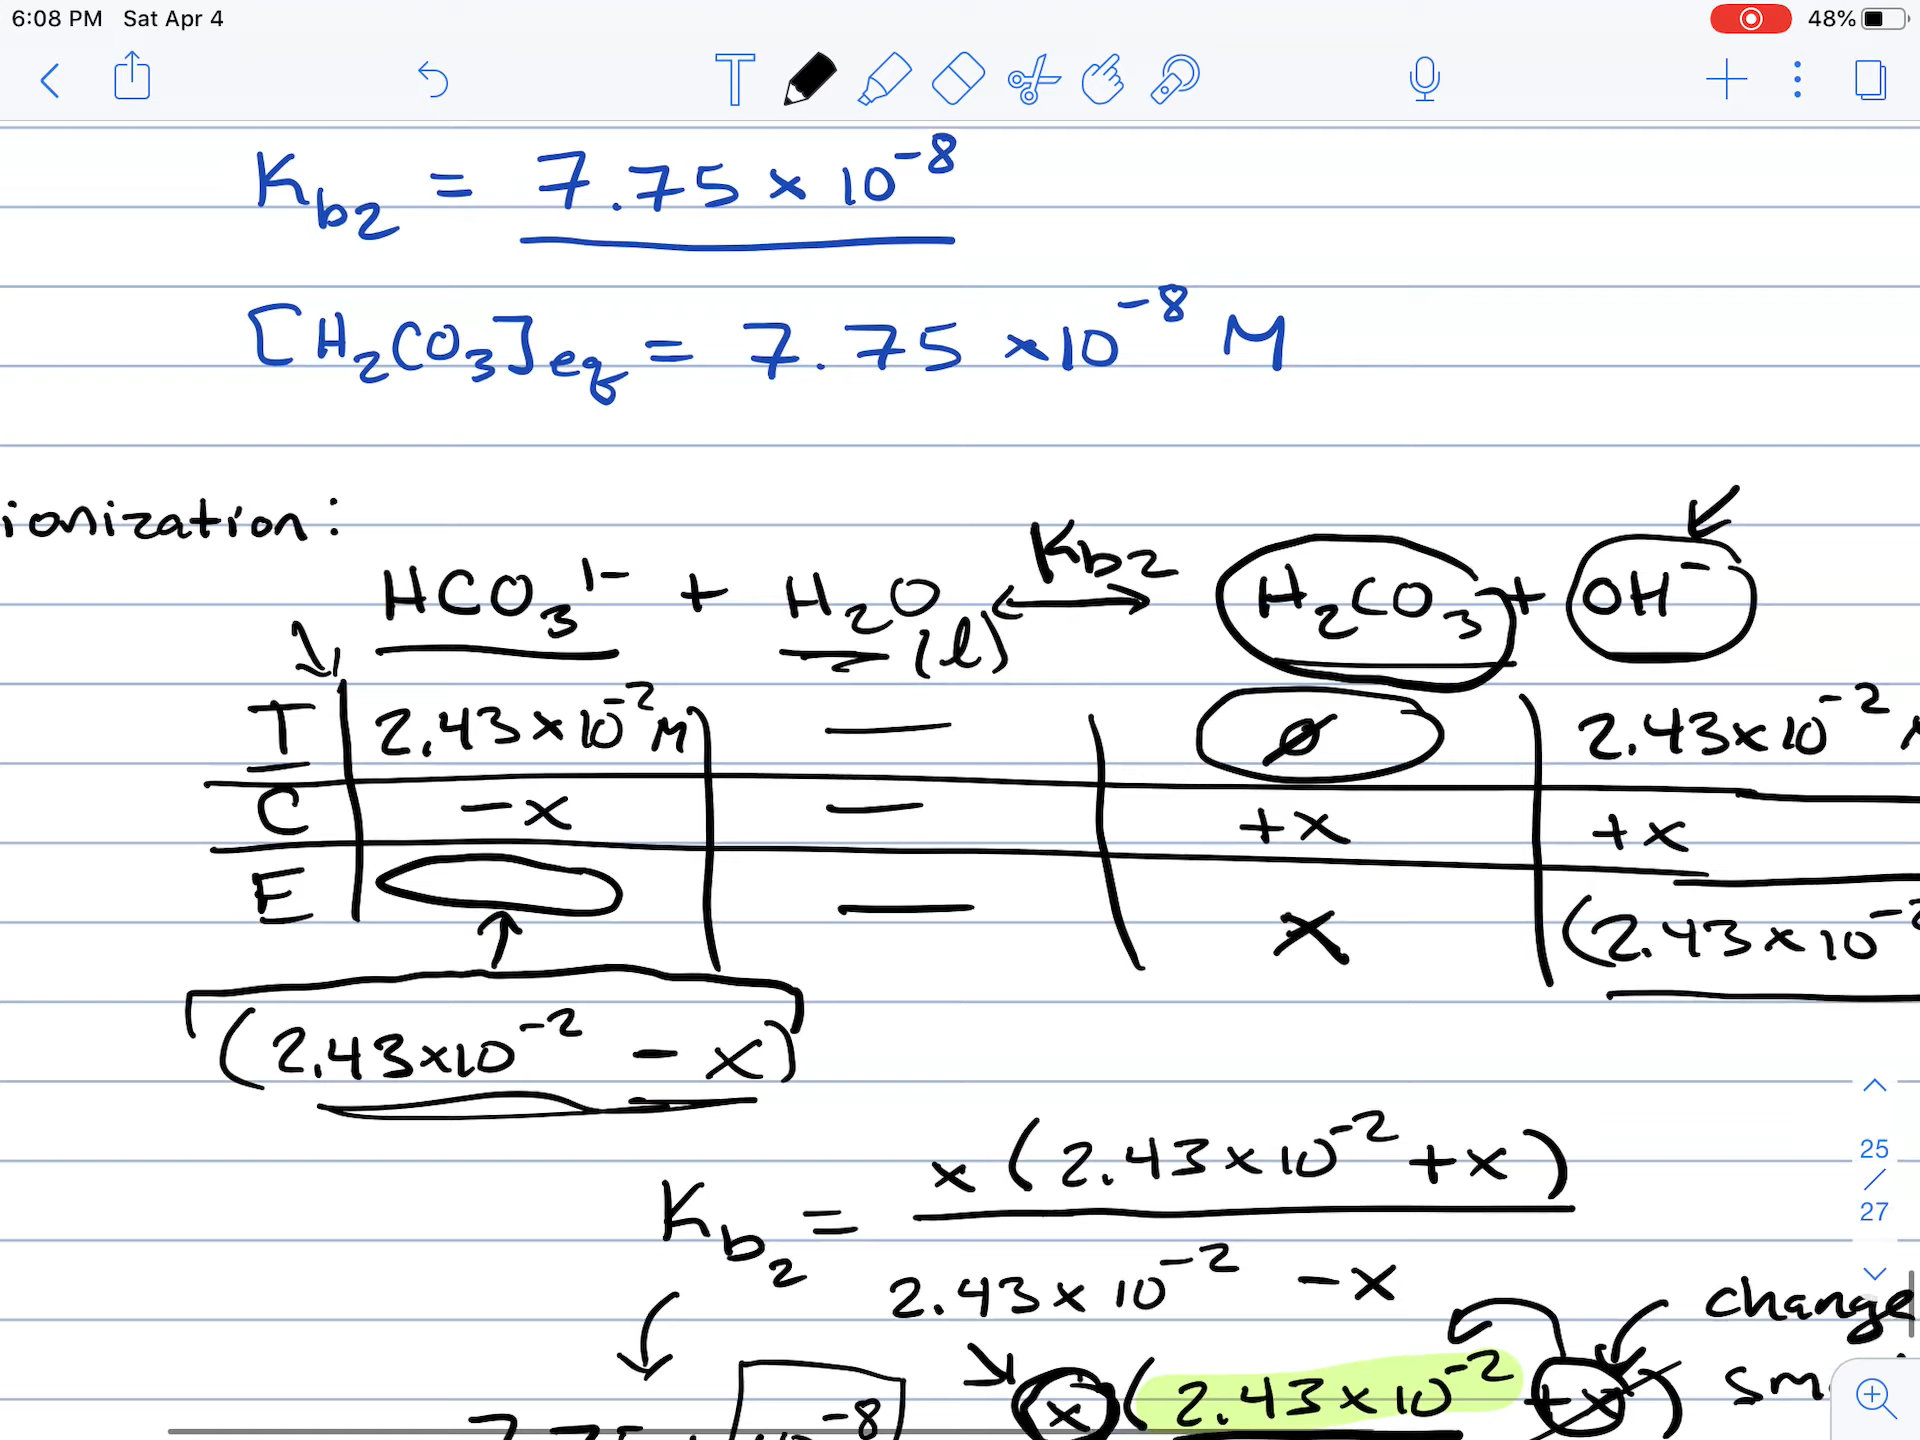 6:08 PM Sat Apr 4 48%
T
Kb2 = 7.75 × 10⁻⁸
[H₂CO₃]eq = 7.75 ×10⁻⁸ M
ionization:
Kb2
HCO₃¹⁻ + H₂O (l) ↔ H₂CO₃ + OH⁻
I 2.43×10⁻² M — ∅ 2.43×10⁻²
C −x — +x +x
E — x (2.43×10⁻²
(2.43×10⁻² − x)
x (2.43×10⁻² + x)
Kb₂ =
2.43×10⁻² − x
25
/
27
change
x (2.43×10⁻² + x)
⁻⁸